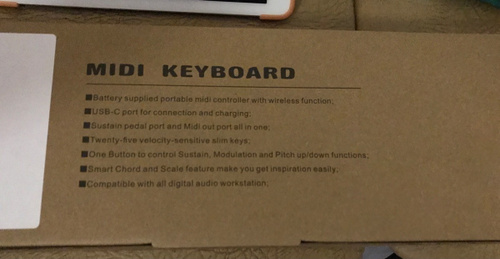 MIDI KEYBOARD
■Battery supplied portable midi controller with wireless function;
■USB-C port for connection and charging;
■Sustain pedal port and Midi out port all in one;
■Twenty-five velocity-sensitive slim keys;
■One Button to control Sustain, Modulation and Pitch up/down functions;
■Smart Chord and Scale feature make you get inspiration easily;
■Compatible with all digital audio workstation;